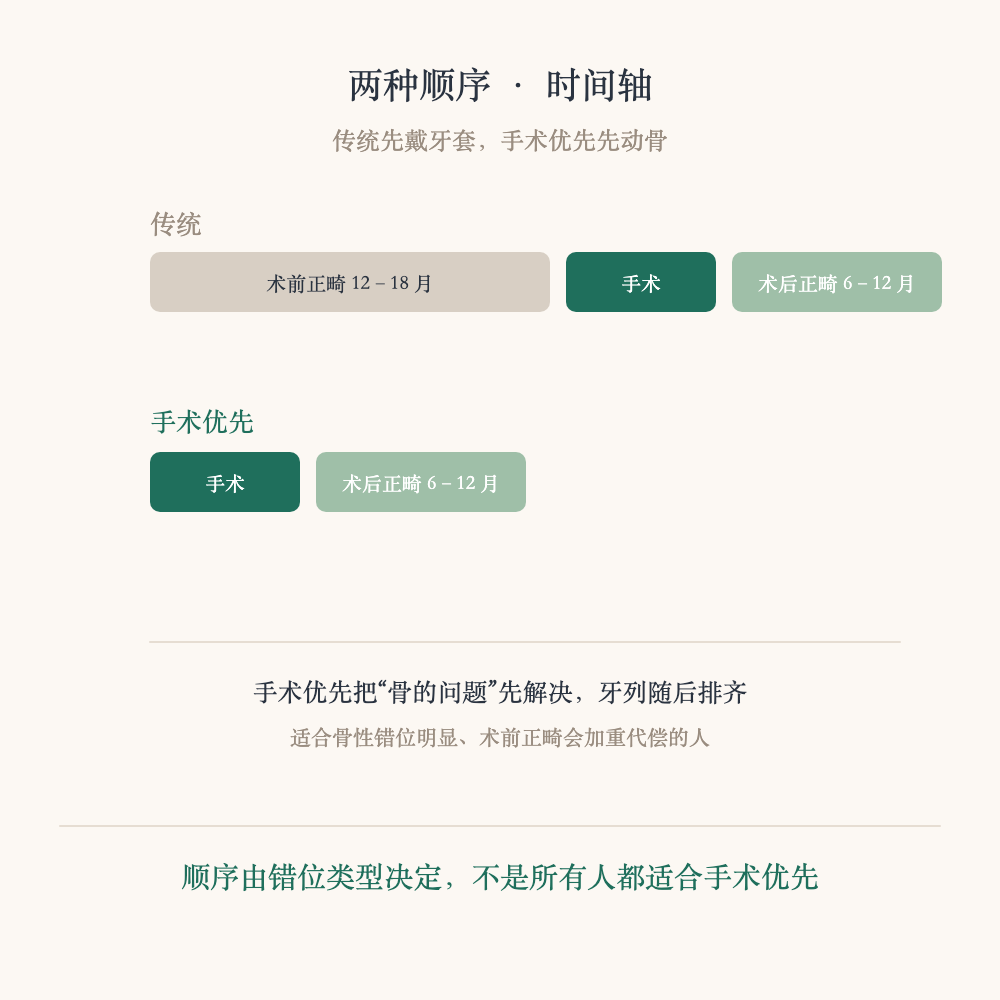 两种顺序 · 时间轴
传统先戴牙套，手术优先先动骨
传统
术前正畸 12 – 18 月
手术
术后正畸 6 – 12 月
手术优先
手术
术后正畸 6 – 12 月
手术优先把“骨的问题”先解决，牙列随后排齐
适合骨性错位明显、术前正畸会加重代偿的人
顺序由错位类型决定，不是所有人都适合手术优先